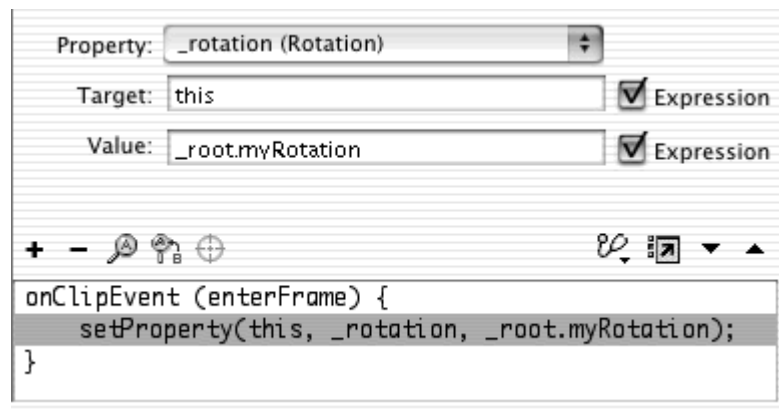 Property: _rotation (Rotation)
Target: this Expression
Value: _root.myRotation Expression
onClipEvent (enterFrame) {
setProperty(this, _rotation, _root.myRotation);
}